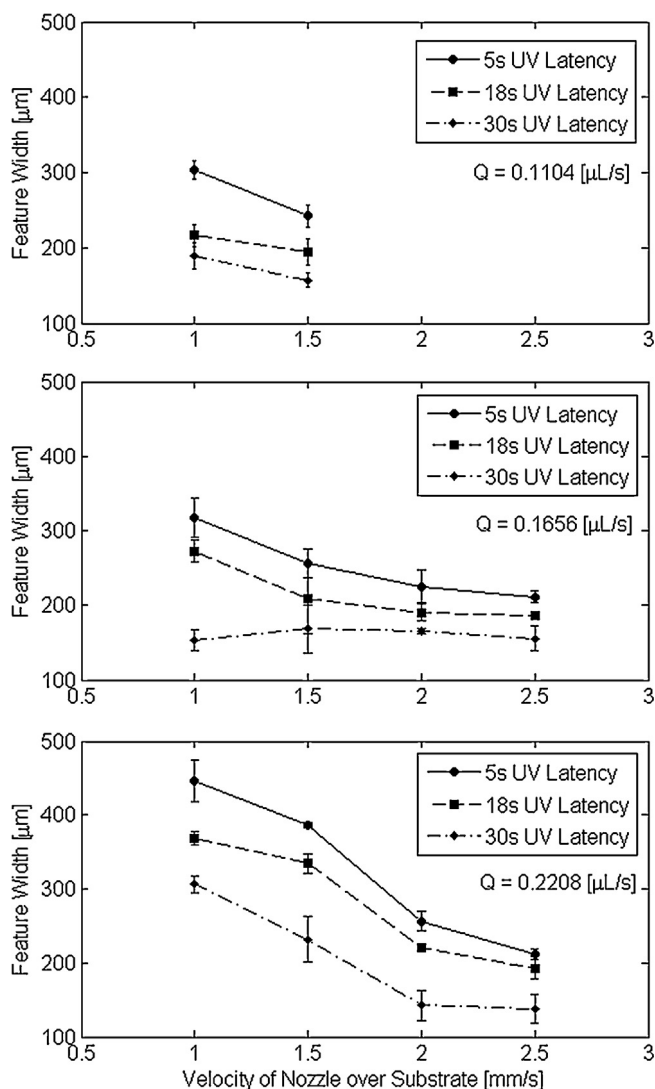 500
400
300
200
100
Feature Width [μm]
5s UV Latency
18s UV Latency
30s UV Latency
Q = 0.1104 [μL/s]
0.5 1 1.5 2 2.5 3
500
400
300
200
100
Feature Width [μm]
5s UV Latency
18s UV Latency
30s UV Latency
Q = 0.1656 [μL/s]
0.5 1 1.5 2 2.5 3
500
400
300
200
100
Feature Width [μm]
5s UV Latency
18s UV Latency
30s UV Latency
Q = 0.2208 [μL/s]
0.5 1 1.5 2 2.5 3
Velocity of Nozzle over Substrate [mm/s]